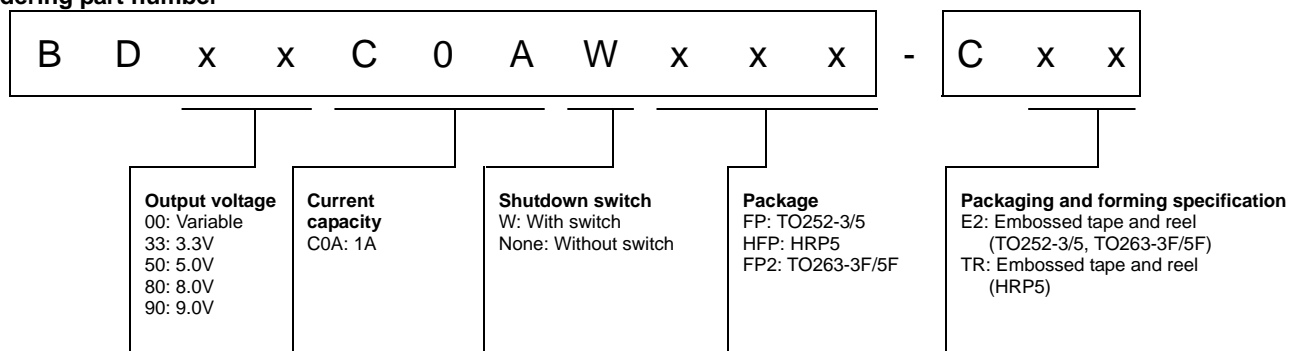 dering part number
B D x x C 0 A W x x x - C x x
Output voltage
00: Variable
33: 3.3V
50: 5.0V
80: 8.0V
90: 9.0V
Current
capacity
C0A: 1A
Shutdown switch
W: With switch
None: Without switch
Package
FP: TO252-3/5
HFP: HRP5
FP2: TO263-3F/5F
Packaging and forming specification
E2: Embossed tape and reel
(TO252-3/5, TO263-3F/5F)
TR: Embossed tape and reel
(HRP5)